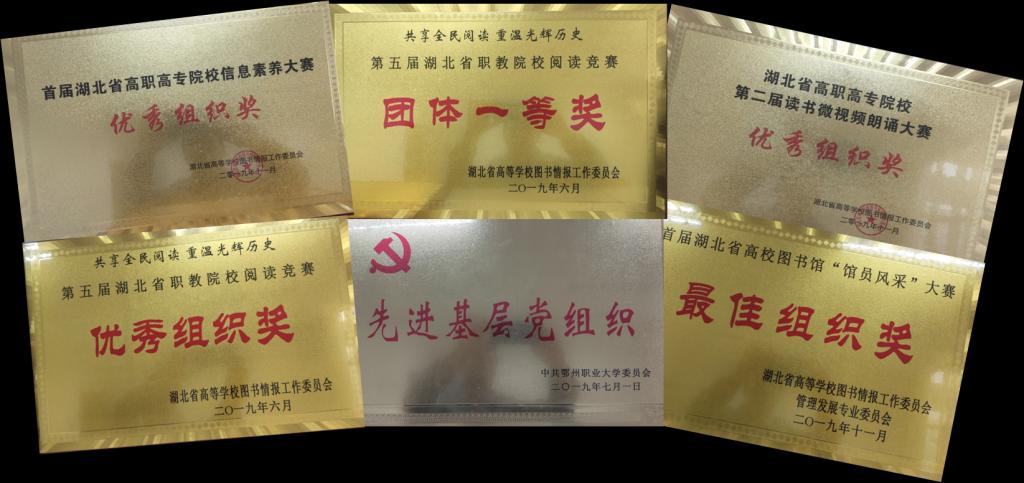 首届湖北省高职高专院校信息素养大赛
优秀组织奖
湖北省高等学校图书情报工作委员会
二零一九年十一月
共享全民阅读 重温光辉历史
第五届湖北省职教院校阅读竞赛
团体一等奖
湖北省高等学校图书情报工作委员会
二〇一九年六月
湖北省高职高专院校
第二届读书微视频朗诵大赛
优秀组织奖
湖北省高等学校图书情报工作委员会
二零一九年十一月
共享全民阅读 重温光辉历史
第五届湖北省职教院校阅读竞赛
优秀组织奖
湖北省高等学校图书情报工作委员会
二〇一九年六月
先进基层党组织
中共鄂州职业大学委员会
二〇一九年七月一日
首届湖北省高校图书馆“馆员风采”大赛
最佳组织奖
湖北省高等学校图书情报工作委员会
管理发展专业委员会
二〇一九年十一月